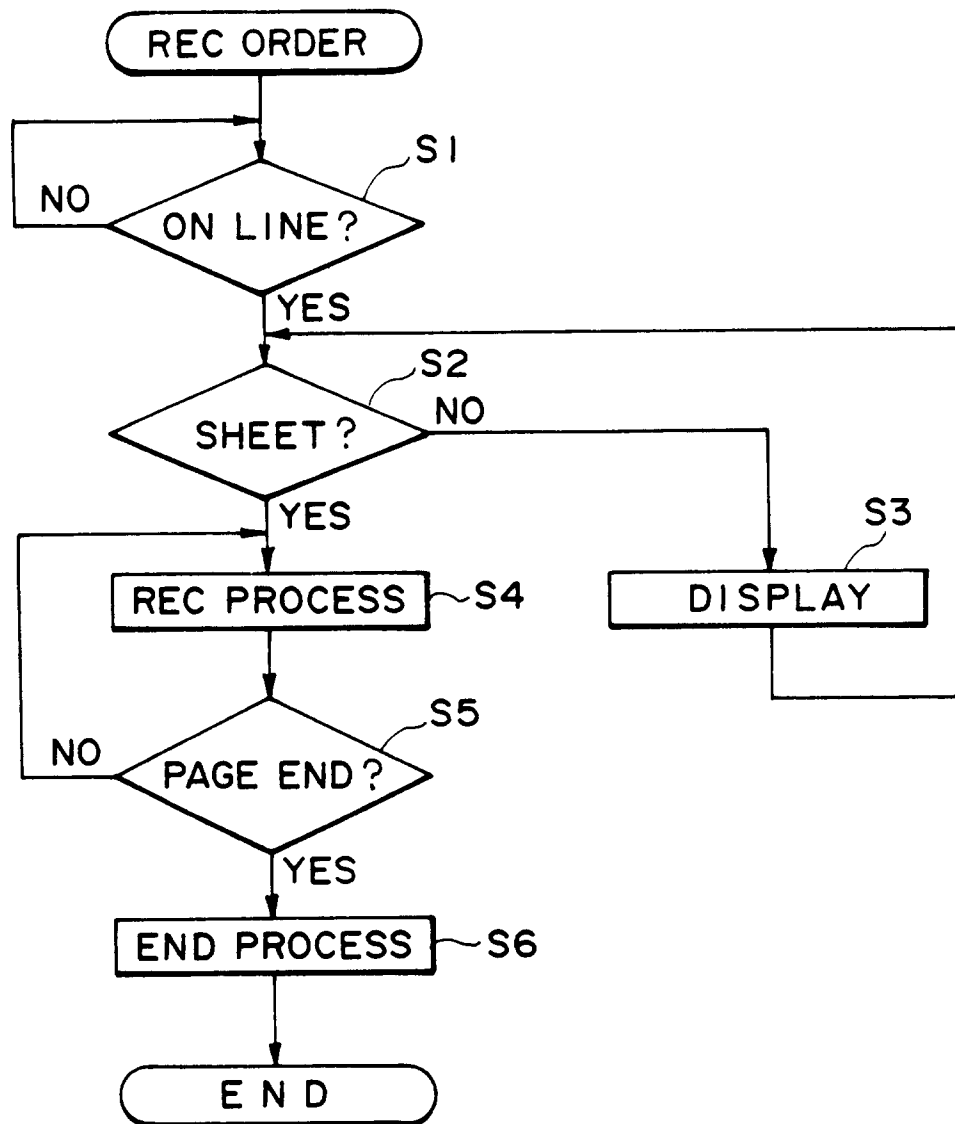 REC ORDER
S1
NO
ON LINE?
YES
S2
NO
SHEET?
YES
S3
REC PROCESS
S4
DISPLAY
S5
NO
PAGE END?
YES
END PROCESS
S6
END